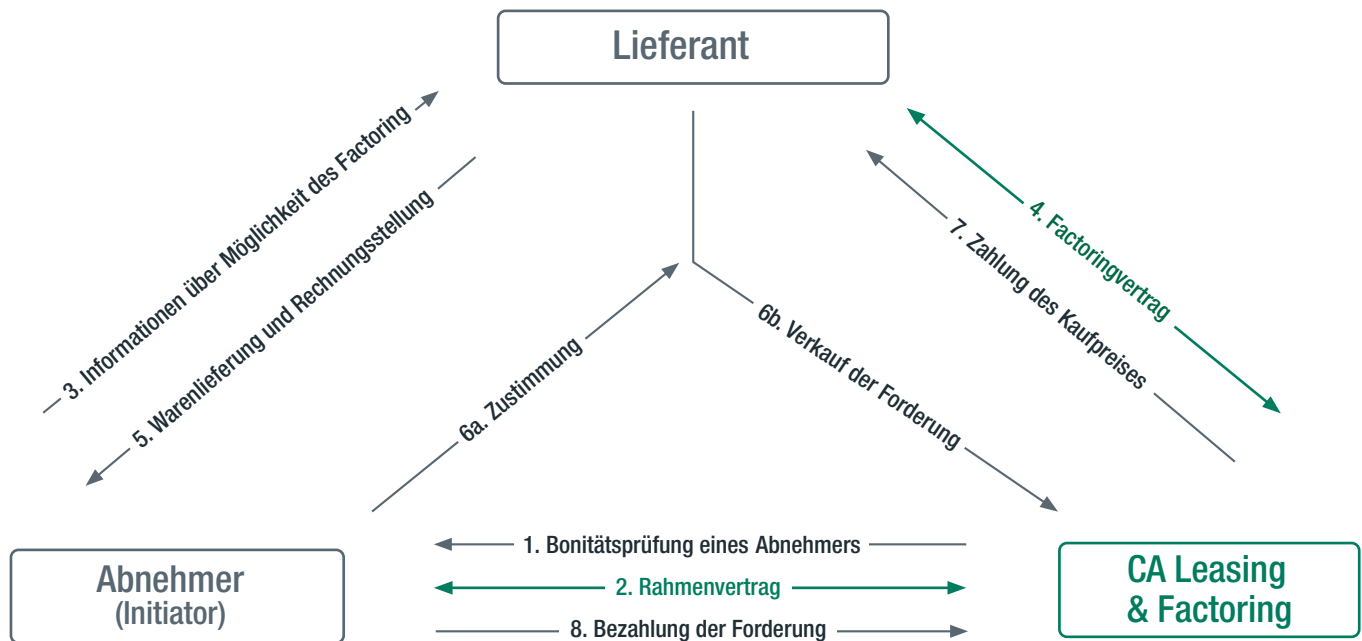 Lieferant
3. Informationen über Möglichkeit des Factoring
5. Warenlieferung und Rechnungsstellung
6a. Zustimmung
6b. Verkauf der Forderung
7. Zahlung des Kaufpreises
4. Factoringvertrag
Abnehmer
(Initiator)
1. Bonitätsprüfung eines Abnehmers
2. Rahmenvertrag
8. Bezahlung der Forderung
CA Leasing
& Factoring